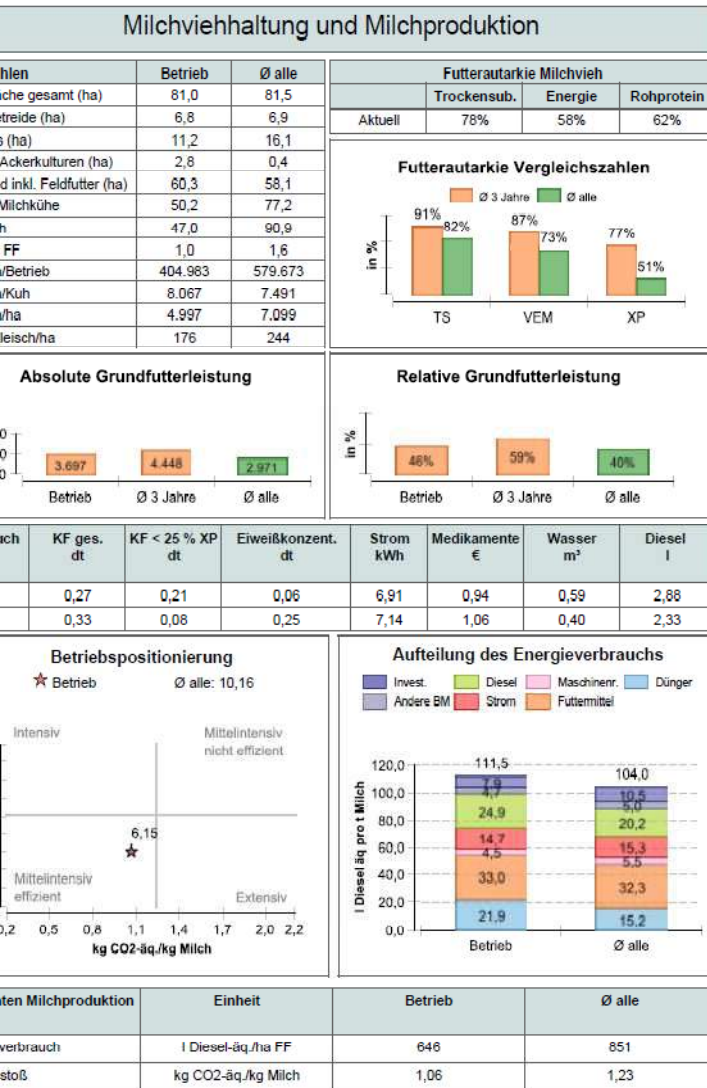 Milchviehhaltung und Milchproduktion
hlen Betrieb Ø alle
che gesamt (ha) 81,0 81,5
treide (ha) 6,8 6,9
s (ha) 11,2 16,1
Ackerkulturen (ha) 2,8 0,4
d inkl. Feldfutter (ha) 60,3 58,1
Milchkühe 50,2 77,2
h 47,0 90,9
FF 1,0 1,6
/Betrieb 404.983 579.673
/Kuh 8.067 7.491
/ha 4.997 7.099
leisch/ha 176 244
Futterautarkie Milchvieh
Trockensub. Energie Rohprotein
Aktuell 78% 58% 62%
Futterautarkie Vergleichszahlen
Ø 3 Jahre Ø alle
91% 82% 87% 73% 77% 51%
in %
TS VEM XP
Absolute Grundfutterleistung
0
0
0
3.697 4.448 2.971
Betrieb Ø 3 Jahre Ø alle
Relative Grundfutterleistung
in %
46% 59% 40%
Betrieb Ø 3 Jahre Ø alle
uch KF ges. KF < 25 % XP Eiweißkonzent. Strom Medikamente Wasser Diesel
dt dt dt kWh € m³ l
0,27 0,21 0,06 6,91 0,94 0,59 2,88
0,33 0,08 0,25 7,14 1,06 0,40 2,33
Betriebspositionierung
Betrieb Ø alle: 10,16
Intensiv Mittelintensiv
nicht effizient
6,15
Mittelintensiv
effizient Extensiv
0,2 0,5 0,8 1,1 1,4 1,7 2,0 2,2
kg CO2-äq./kg Milch
Aufteilung des Energieverbrauchs
Invest. Diesel Maschinenr. Dünger
Andere BM Strom Futtermittel
l Diesel äq pro t Milch
120,0
100,0
80,0
60,0
40,0
20,0
0,0
111,5
7,9
4,7
24,9
14,7
4,5
33,0
21,9
104,0
10,5
5,0
20,2
15,3
5,5
32,3
15,2
Betrieb Ø alle
ten Milchproduktion Einheit Betrieb Ø alle
verbrauch l Diesel-äq./ha FF 646 851
stoß kg CO2-äq./kg Milch 1,06 1,23